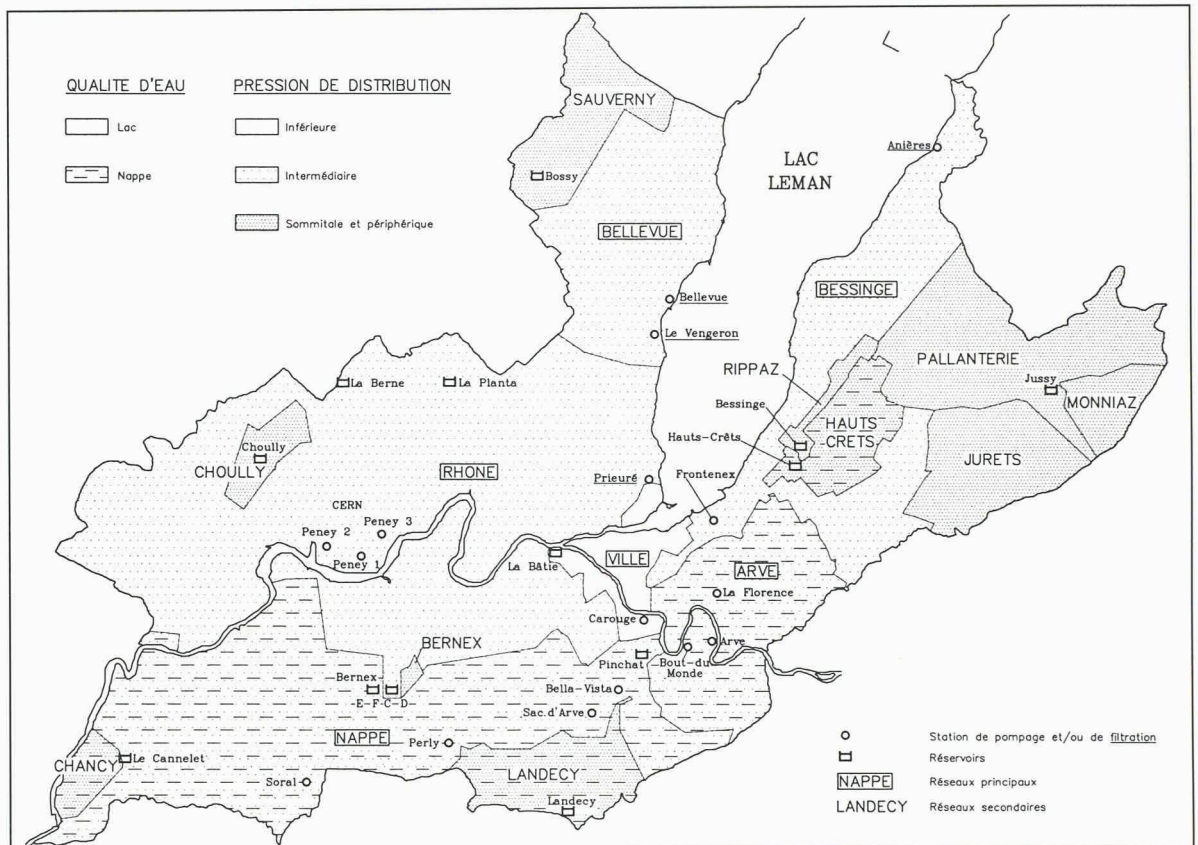 QUALITE D'EAU
PRESSION DE DISTRIBUTION
Lac
Inférieure
Nappe
Intermédiaire
Sommitale et périphérique
SAUVERNY
Bossy
BELLEVUE
LAC
LEMAN
Anières
BESSINGE
Bellevue
Le Vengeron
PALLANTERIE
RIPPAZ
Jussy
MONNIAZ
La Berne
La Planta
Bessinge
HAUTS
CRETS
Hauts-Crêts
JURETS
Choully
CHOULLY
RHONE
Prieuré
Frontenex
CERN
Peney 2
Peney 3
Peney 1
La Bâtie
VILLE
ARVE
La Florence
Carouge
BERNEX
Arve
Pinchat
Bout-du
Monde
Bernex
E-F
C-D
Bella-Vista
Sac.d'Arve
NAPPE
Perly
CHANCY
Le Cannelet
LANDECY
Soral
Landecy
Station de pompage et/ou de filtration
Réservoirs
NAPPE
Réseaux principaux
LANDECY
Réseaux secondaires